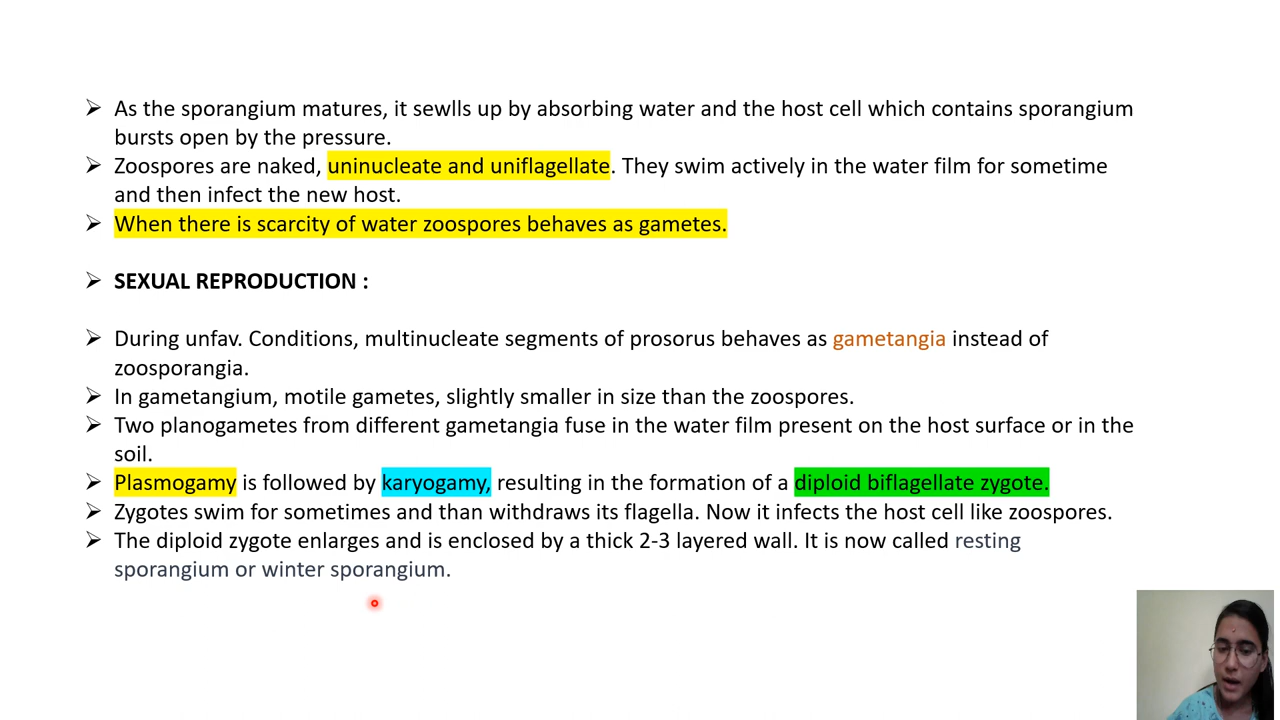 ➢ As the sporangium matures, it sewlls up by absorbing water and the host cell which contains sporangium
bursts open by the pressure.
➢ Zoospores are naked, uninucleate and uniflagellate. They swim actively in the water film for sometime
and then infect the new host.
➢ When there is scarcity of water zoospores behaves as gametes.
➢ SEXUAL REPRODUCTION :
➢ During unfav. Conditions, multinucleate segments of prosorus behaves as gametangia instead of
zoosporangia.
➢ In gametangium, motile gametes, slightly smaller in size than the zoospores.
➢ Two planogametes from different gametangia fuse in the water film present on the host surface or in the
soil.
➢ Plasmogamy is followed by karyogamy, resulting in the formation of a diploid biflagellate zygote.
➢ Zygotes swim for sometimes and than withdraws its flagella. Now it infects the host cell like zoospores.
➢ The diploid zygote enlarges and is enclosed by a thick 2-3 layered wall. It is now called resting
sporangium or winter sporangium.